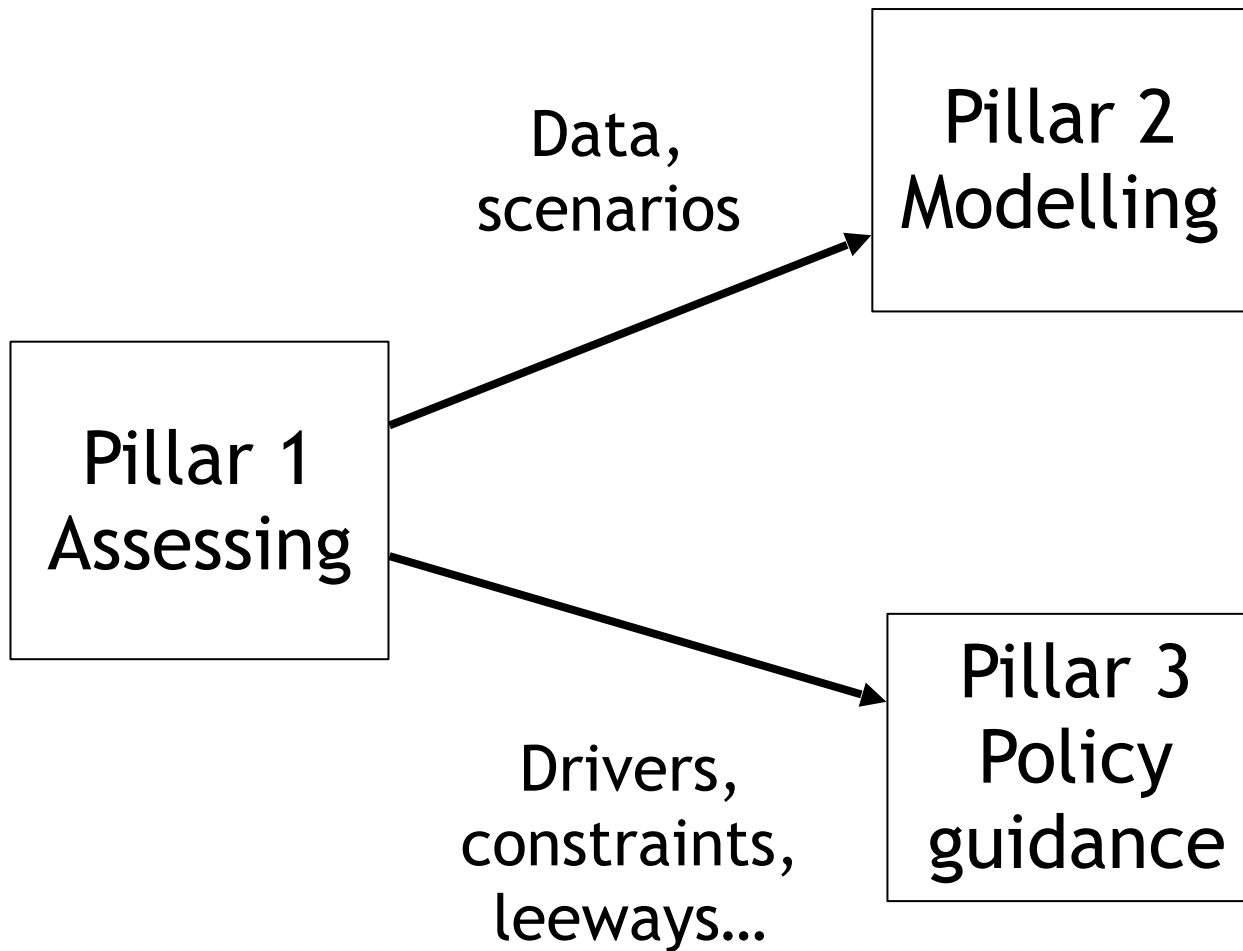 Data,
scenarios
Pillar 2
Modelling
Pillar 1
Assessing
Pillar 3
Policy
guidance
Drivers,
constraints,
leeways…